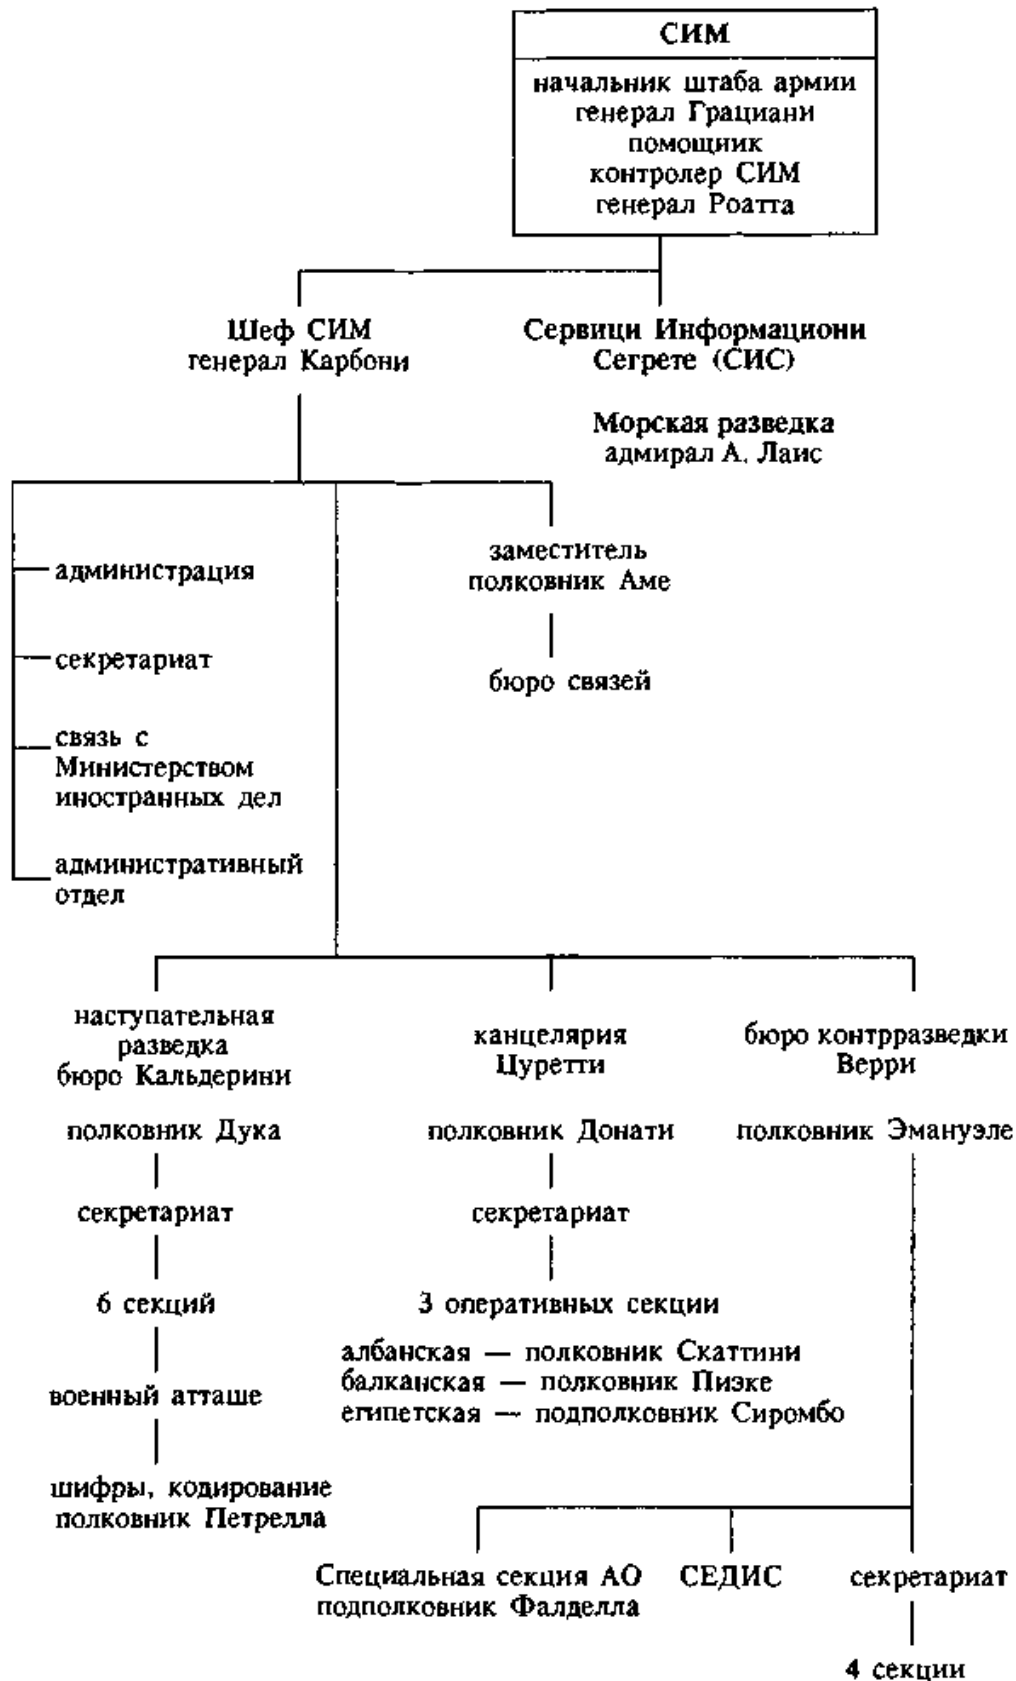 СИМ
начальник штаба армии
генерал Грациани
помощник
контролер СИМ
генерал Роатта
Шеф СИМ
генерал Карбони
Сервици Информациони
Сегрете (СИС)
Морская разведка
адмирал А. Лаис
администрация
секретариат
связь с
Министерством
иностранных дел
административный
отдел
заместитель
полковник Аме
бюро связей
наступательная
разведка
бюро Кальдерини
полковник Дука
секретариат
6 секций
военный атташе
шифры, кодирование
полковник Петрелла
канцелярия
Цуретти
полковник Донати
секретариат
3 оперативных секции
албанская — полковник Скаттини
балканская — полковник Пиэке
египетская — подполковник Сиромбо
бюро контрразведки
Верри
полковник Эмануэле
Специальная секция АО
подполковник Фалделла
СЕДИС
секретариат
4 секции